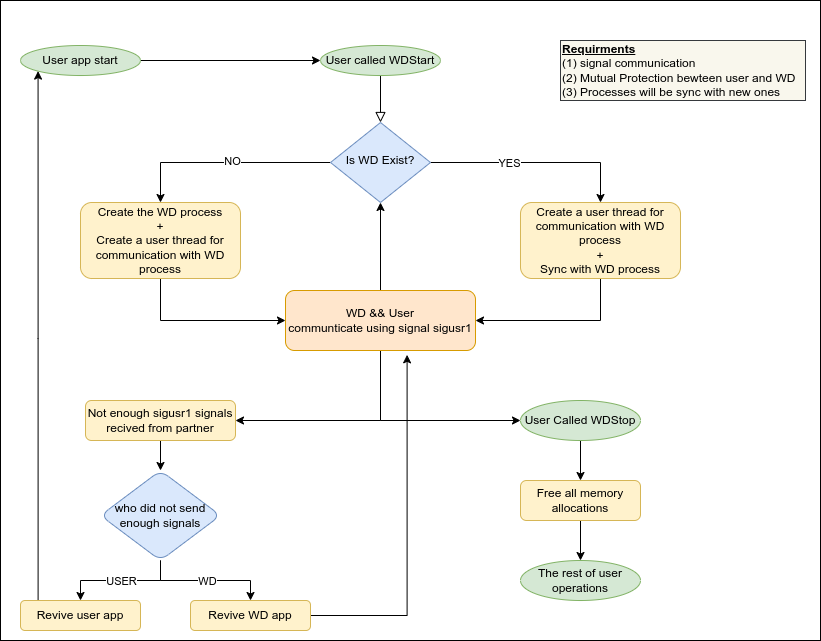 User app start
User called WDStart
Requirments
(1) signal communication
(2) Mutual Protection bewteen user and WD
(3) Processes will be sync with new ones
Is WD Exist?
NO
YES
Create the WD process
+
Create a user thread for
communication with WD
process
Create a user thread for
communication with WD
process
+
Sync with WD process
WD && User
communticate using signal sigusr1
Not enough sigusr1 signals
recived from partner
User Called WDStop
who did not send
enough signals
Free all memory
allocations
USER
WD
The rest of user
operations
Revive user app
Revive WD app